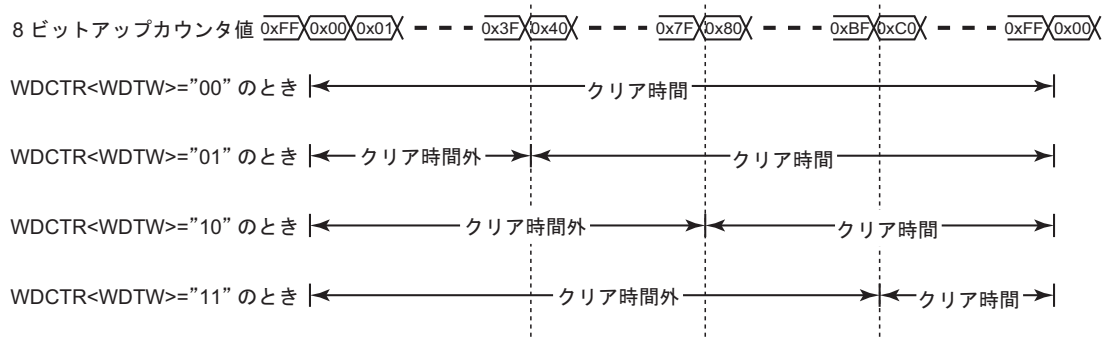 8 ビットアップカウンタ値 0xFF 0x00 0x01 0x3F 0x40 0x7F 0x80 0xBF 0xC0 0xFF 0x00
WDCTR<WDTW>="00" のとき クリア時間
WDCTR<WDTW>="01" のとき クリア時間外 クリア時間
WDCTR<WDTW>="10" のとき クリア時間外 クリア時間
WDCTR<WDTW>="11" のとき クリア時間外 クリア時間